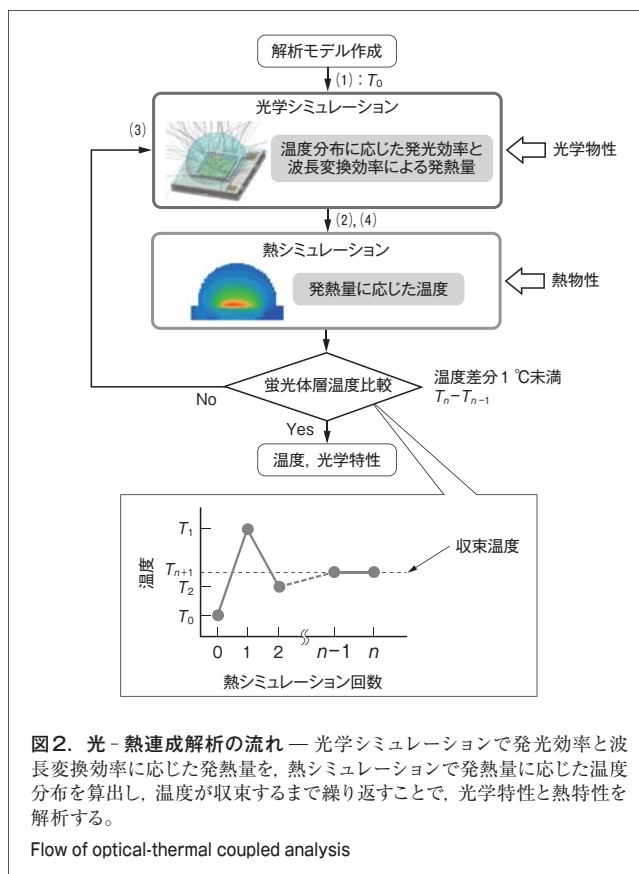 解析モデル作成
(1):T0
光学シミュレーション
(3)
温度分布に応じた発光効率と
波長変換効率による発熱量
光学物性
(2), (4)
熱シミュレーション
発熱量に応じた温度
熱物性
蛍光体層温度比較
温度差分1 ℃未満
Tn−Tn−1
No
Yes
温度, 光学特性
T1
Tn+1
T2
T0
温度
収束温度
0 1 2 n−1 n
熱シミュレーション回数
図2. 光-熱連成解析の流れ — 光学シミュレーションで発光効率と波
長変換効率に応じた発熱量を, 熱シミュレーションで発熱量に応じた温度
分布を算出し, 温度が収束するまで繰り返すことで, 光学特性と熱特性を
解析する。
Flow of optical-thermal coupled analysis